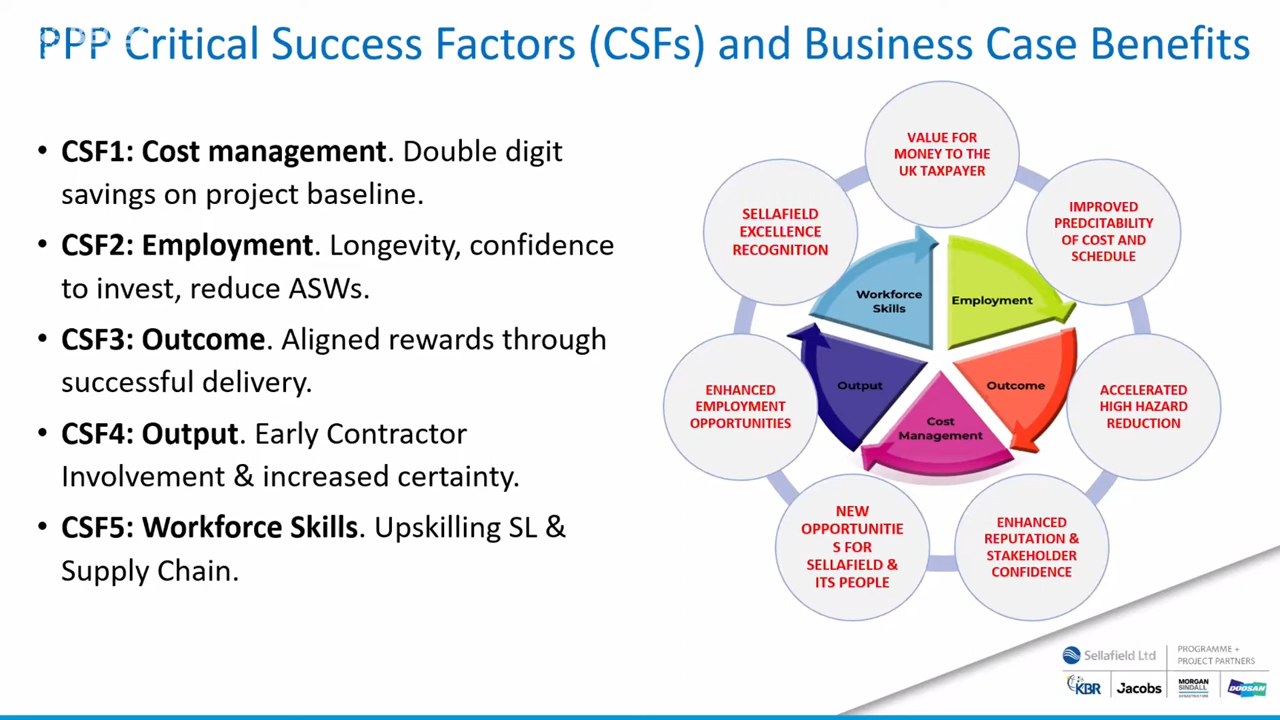 PPP Critical Success Factors (CSFs) and Business Case Benefits
• CSF1: Cost management. Double digit
savings on project baseline.
• CSF2: Employment. Longevity, confidence
to invest, reduce ASWs.
• CSF3: Outcome. Aligned rewards through
successful delivery.
• CSF4: Output. Early Contractor
Involvement & increased certainty.
• CSF5: Workforce Skills. Upskilling SL &
Supply Chain.
VALUE FOR
MONEY TO THE
UK TAXPAYER
IMPROVED
PREDCITABILITY
OF COST AND
SCHEDULE
ACCELERATED
HIGH HAZARD
REDUCTION
ENHANCED
REPUTATION &
STAKEHOLDER
CONFIDENCE
NEW
OPPORTUNITIE
S FOR
SELLAFIELD &
ITS PEOPLE
ENHANCED
EMPLOYMENT
OPPORTUNITIES
SELLAFIELD
EXCELLENCE
RECOGNITION
Workforce
Skills
Employment
Outcome
Cost
Management
Output
Sellafield Ltd
PROGRAMME +
PROJECT PARTNERS
KBR
Jacobs
MORGAN
SINDALL
INFRASTRUCTURE
DOOSAN